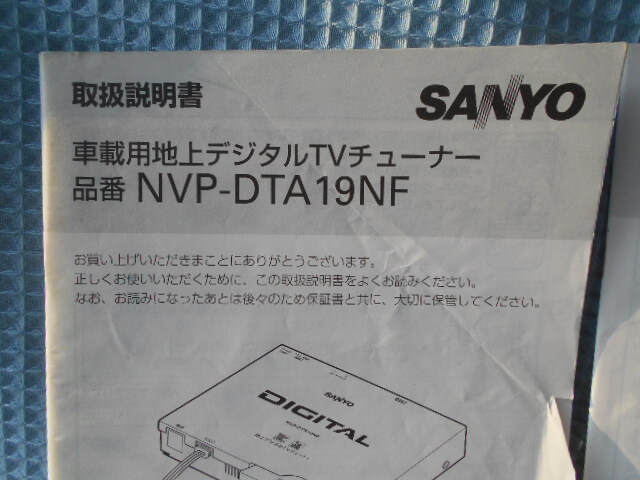 取扱説明書
SANYO
車載用地上デジタルTVチューナー
品番 NVP-DTA19NF
お買い上げいただきまことにありがとうございます。
正しくお使いいただくために、この取扱説明書をよくお読みください。
なお、お読みになったあとは後々のため保証書と共に、大切に保管してください。
SANYO
DIGITAL